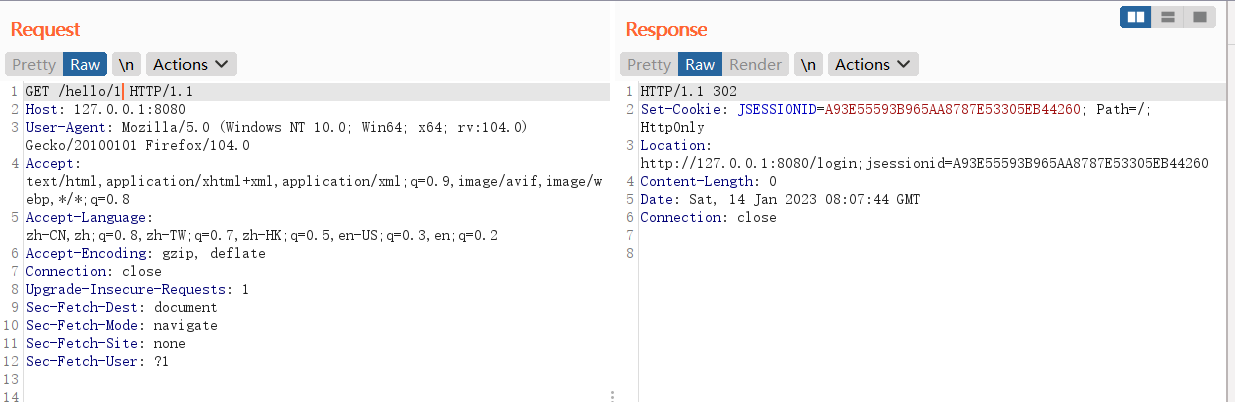 Request
Pretty Raw \n Actions
1 GET /hello/1 HTTP/1.1
2 Host: 127.0.0.1:8080
3 User-Agent: Mozilla/5.0 (Windows NT 10.0; Win64; x64; rv:104.0)
Gecko/20100101 Firefox/104.0
4 Accept:
text/html,application/xhtml+xml,application/xml;q=0.9,image/avif,image/w
ebp,*/*;q=0.8
5 Accept-Language:
zh-CN,zh;q=0.8,zh-TW;q=0.7,zh-HK;q=0.5,en-US;q=0.3,en;q=0.2
6 Accept-Encoding: gzip, deflate
7 Connection: close
8 Upgrade-Insecure-Requests: 1
9 Sec-Fetch-Dest: document
10 Sec-Fetch-Mode: navigate
11 Sec-Fetch-Site: none
12 Sec-Fetch-User: ?1
13
14
Response
Pretty Raw Render \n Actions
1 HTTP/1.1 302
2 Set-Cookie: JSESSIONID=A93E55593B965AA8787E53305EB44260; Path=/;
HttpOnly
3 Location:
http://127.0.0.1:8080/login;jsessionid=A93E55593B965AA8787E53305EB44260
4 Content-Length: 0
5 Date: Sat, 14 Jan 2023 08:07:44 GMT
6 Connection: close
7
8